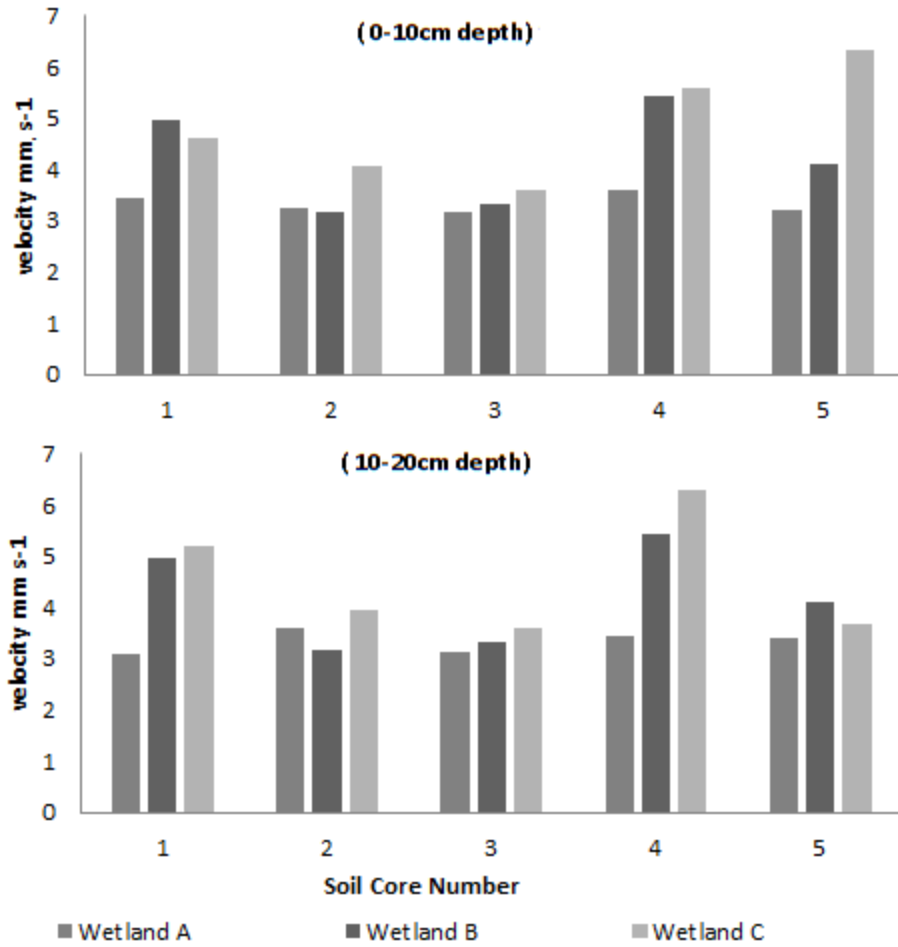 ( 0-10cm depth)
velocity mm, s-1
7
6
5
4
3
2
1
0
1 2 3 4 5
( 10-20cm depth)
velocity mm s-1
7
6
5
4
3
2
1
0
1 2 3 4 5
Soil Core Number
Wetland A Wetland B Wetland C